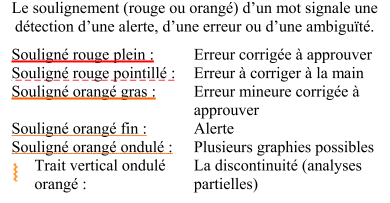 Le soulignement (rouge ou orangé) d’un mot signale une
détection d’une alerte, d’une erreur ou d’une ambiguïté.
Souligné rouge plein : Erreur corrigée à approuver
Souligné rouge pointillé : Erreur à corriger à la main
Souligné orangé gras : Erreur mineure corrigée à
approuver
Souligné orangé fin : Alerte
Souligné orangé ondulé : Plusieurs graphies possibles
Trait vertical ondulé La discontinuité (analyses
orangé : partielles)